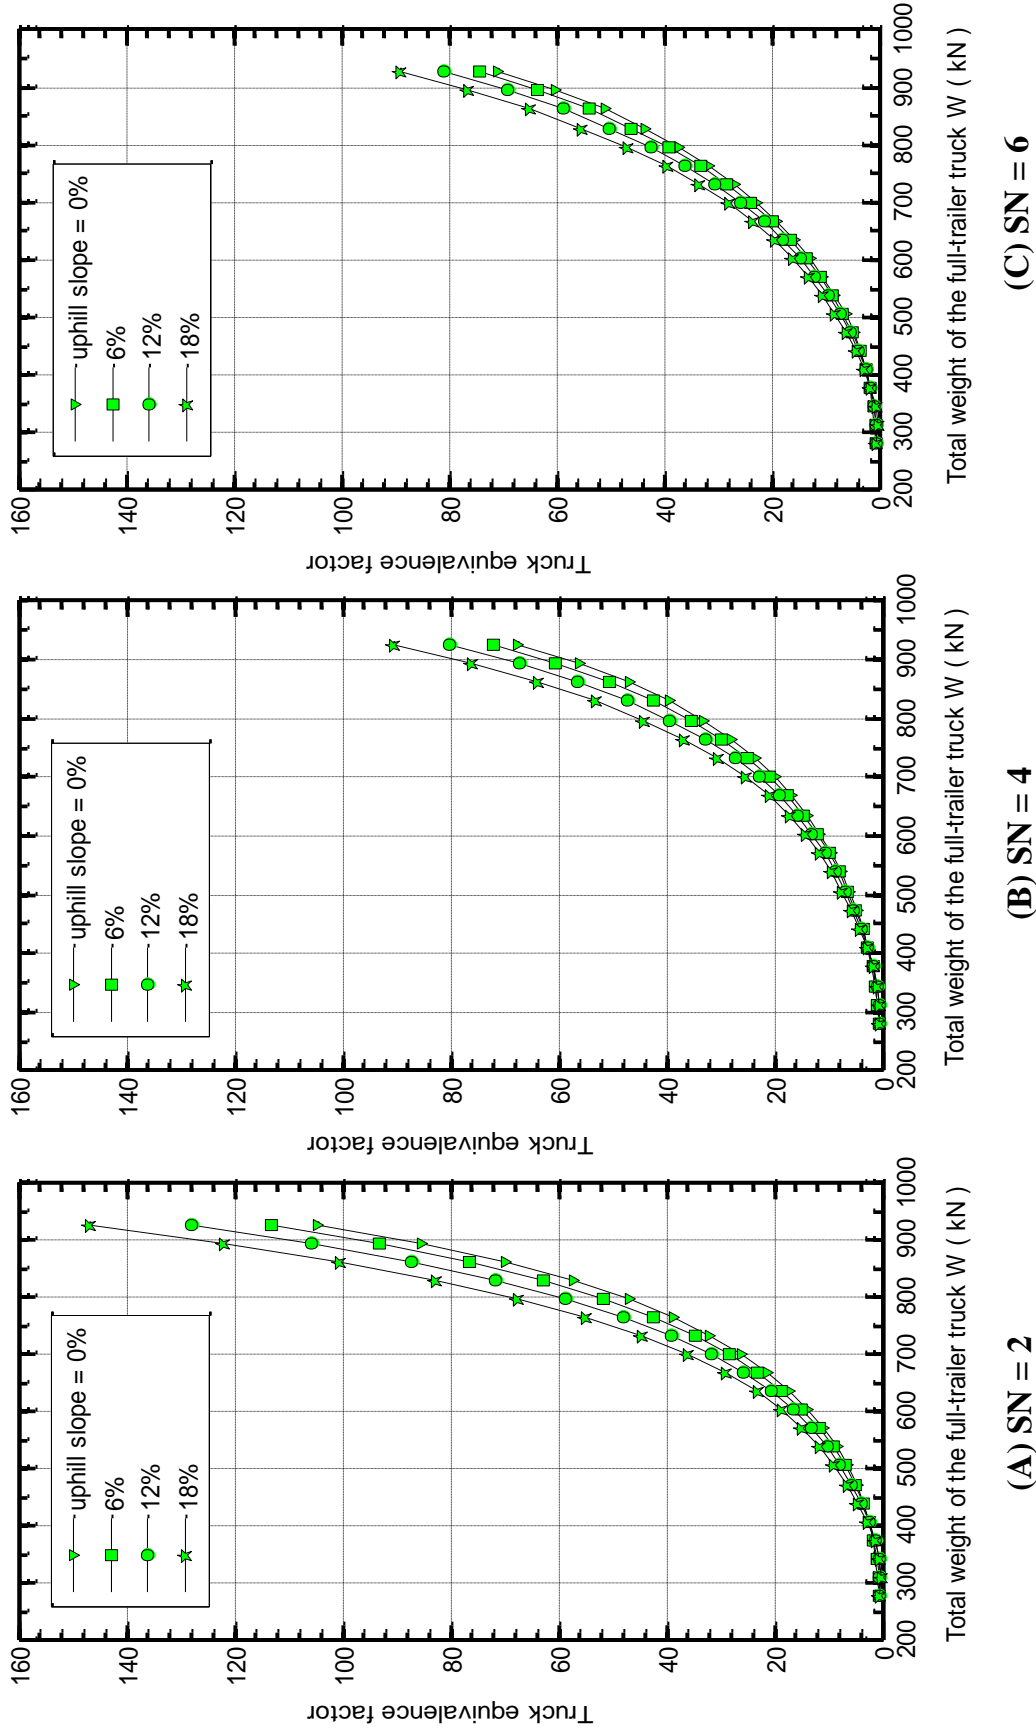 160
140
120
100
80
60
40
20
0
Truck equivalence factor
uphill slope = 0%
6%
12%
18%
200 300 400 500 600 700 800 900 1000
Total weight of the full-trailer truck W ( kN )
(A) SN = 2
160
140
120
100
80
60
40
20
0
Truck equivalence factor
uphill slope = 0%
6%
12%
18%
200 300 400 500 600 700 800 900 1000
Total weight of the full-trailer truck W ( kN )
(B) SN = 4
160
140
120
100
80
60
40
20
0
Truck equivalence factor
uphill slope = 0%
6%
12%
18%
200 300 400 500 600 700 800 900 1000
Total weight of the full-trailer truck W ( kN )
(C) SN = 6